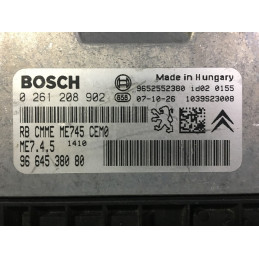 BOSCH
Made in Hungary
9652552380 id02 0155
0 261 208 902
858 07-10-26 1039S23008
RB CMME ME745 CEM0
ME7.4.5 1410
96 645 380 80